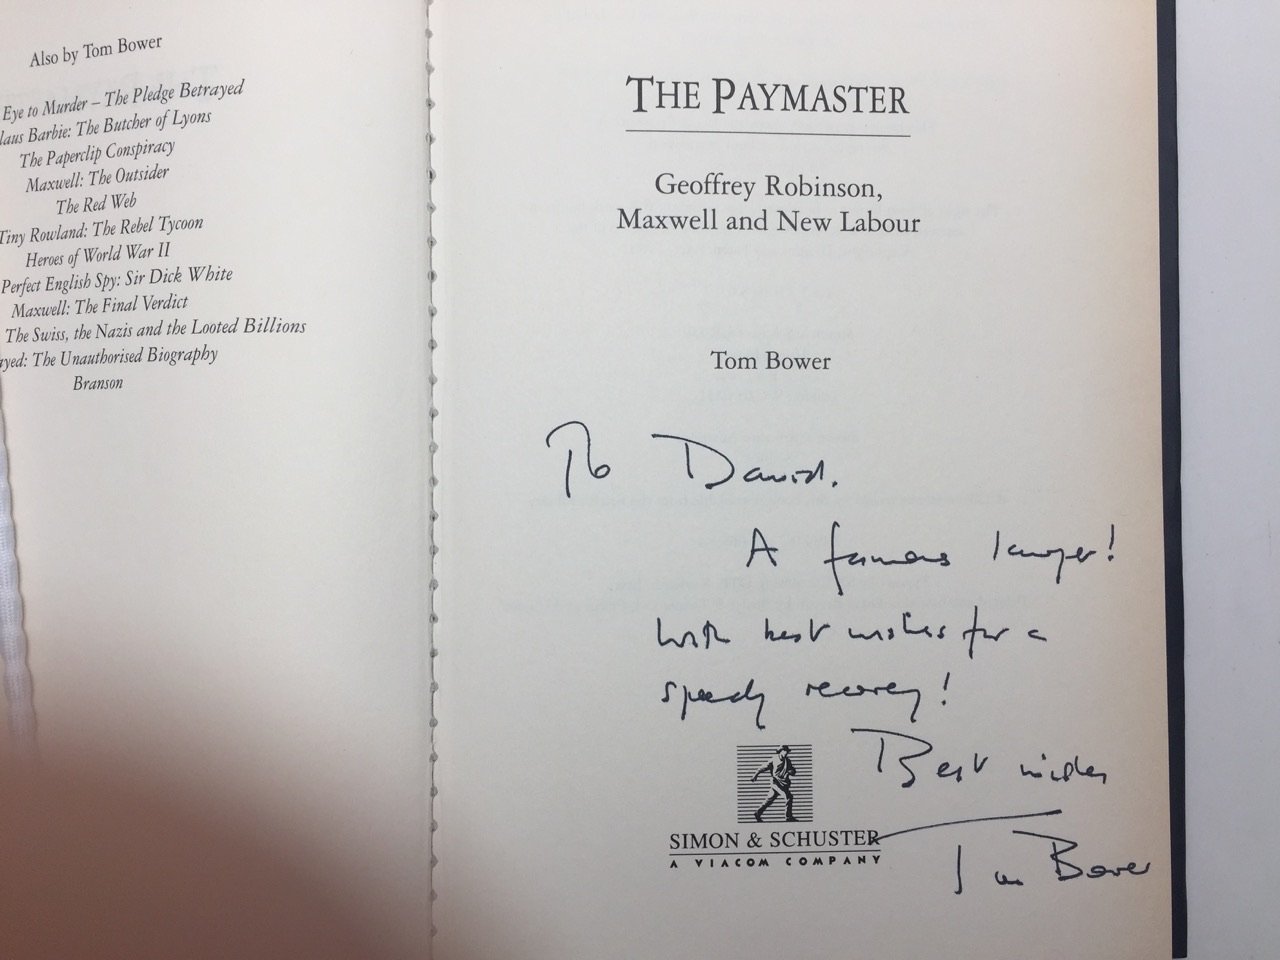 Also by Tom Bower
Eye to Murder – The Pledge Betrayed
laus Barbie: The Butcher of Lyons
The Paperclip Conspiracy
Maxwell: The Outsider
The Red Web
Tiny Rowland: The Rebel Tycoon
Heroes of World War II
Perfect English Spy: Sir Dick White
Maxwell: The Final Verdict
The Swiss, the Nazis and the Looted Billions
ayed: The Unauthorised Biography
Branson
THE PAYMASTER
Geoffrey Robinson,
Maxwell and New Labour
Tom Bower
To David.
A famous lawyer!
With best wishes for a
speedy recovery!
Best wishes
Tom Bower
SIMON & SCHUSTER
A VIACOM COMPANY